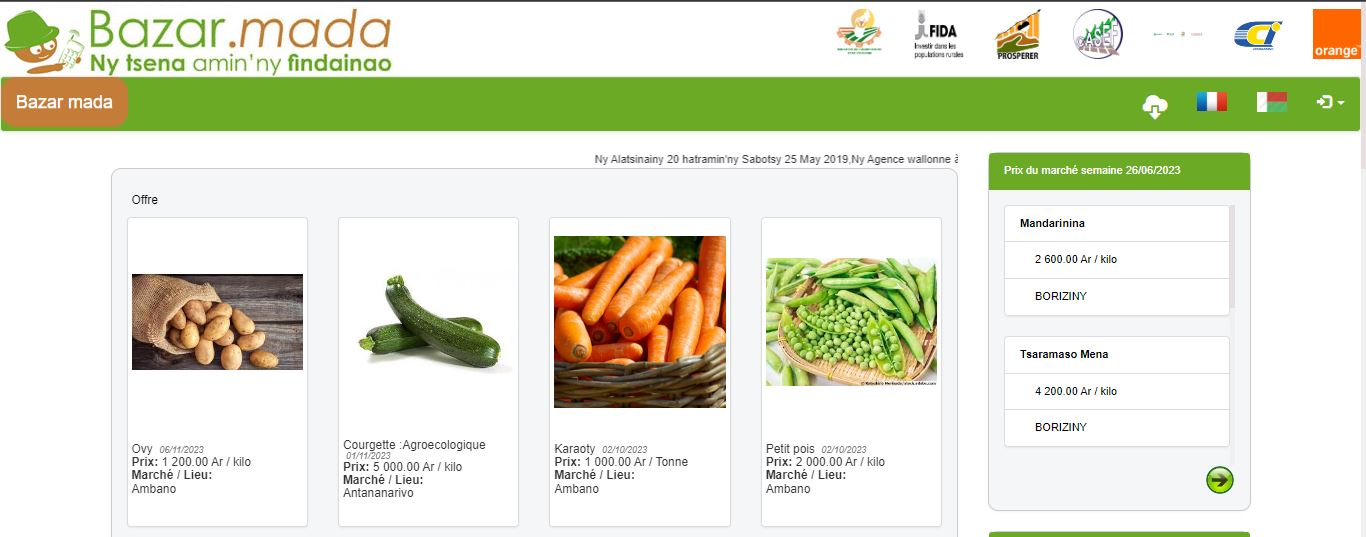 Bazar.mada
Ny tsena amin'ny findainao
JFIDA
Investir dans les
populations rurales
PROSPERER
CAPFI
orange
Bazar mada
Ny Alatsinainy 20 hatramin'ny Sabotsy 25 May 2019,Ny Agence wallonne à
Offre
Ovy 06/11/2023
Prix: 1 200.00 Ar / kilo
Marché / Lieu:
Ambano
Courgette :Agroecologique
01/11/2023
Prix: 5 000.00 Ar / kilo
Marché / Lieu:
Antananarivo
Karaoty 02/10/2023
Prix: 1 000.00 Ar / Tonne
Marché / Lieu:
Ambano
Petit pois 02/10/2023
Prix: 2 000.00 Ar / kilo
Marché / Lieu:
Ambano
Prix du marché semaine 26/06/2023
Mandarinina
2 600.00 Ar / kilo
BORIZINY
Tsaramaso Mena
4 200.00 Ar / kilo
BORIZINY